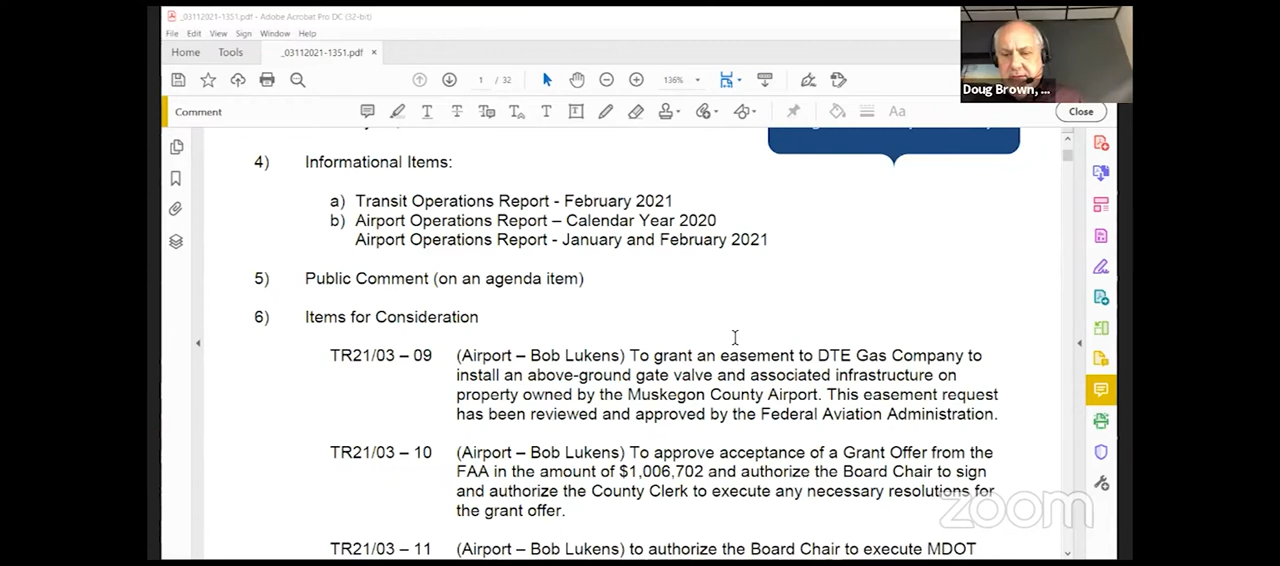 _03112021-1351.pdf - Adobe Acrobat Pro DC (32-bit)
File Edit View Sign Window Help
Home Tools _03112021-1351.pdf ×
1 / 32 136%
Doug Brown, ...
Comment
Close
4) Informational Items:
a) Transit Operations Report - February 2021
b) Airport Operations Report – Calendar Year 2020
Airport Operations Report - January and February 2021
5) Public Comment (on an agenda item)
6) Items for Consideration
TR21/03 – 09 (Airport – Bob Lukens) To grant an easement to DTE Gas Company to
install an above-ground gate valve and associated infrastructure on
property owned by the Muskegon County Airport. This easement request
has been reviewed and approved by the Federal Aviation Administration.
TR21/03 – 10 (Airport – Bob Lukens) To approve acceptance of a Grant Offer from the
FAA in the amount of $1,006,702 and authorize the Board Chair to sign
and authorize the County Clerk to execute any necessary resolutions for
the grant offer.
zoom
TR21/03 – 11 (Airport – Bob Lukens) to authorize the Board Chair to execute MDOT